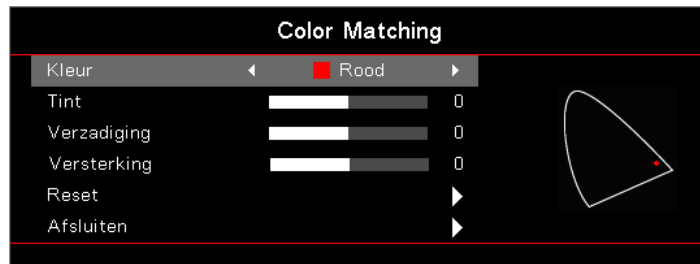 Color Matching
Kleur Rood
Tint 0
Verzadiging 0
Versterking 0
Reset
Afsluiten